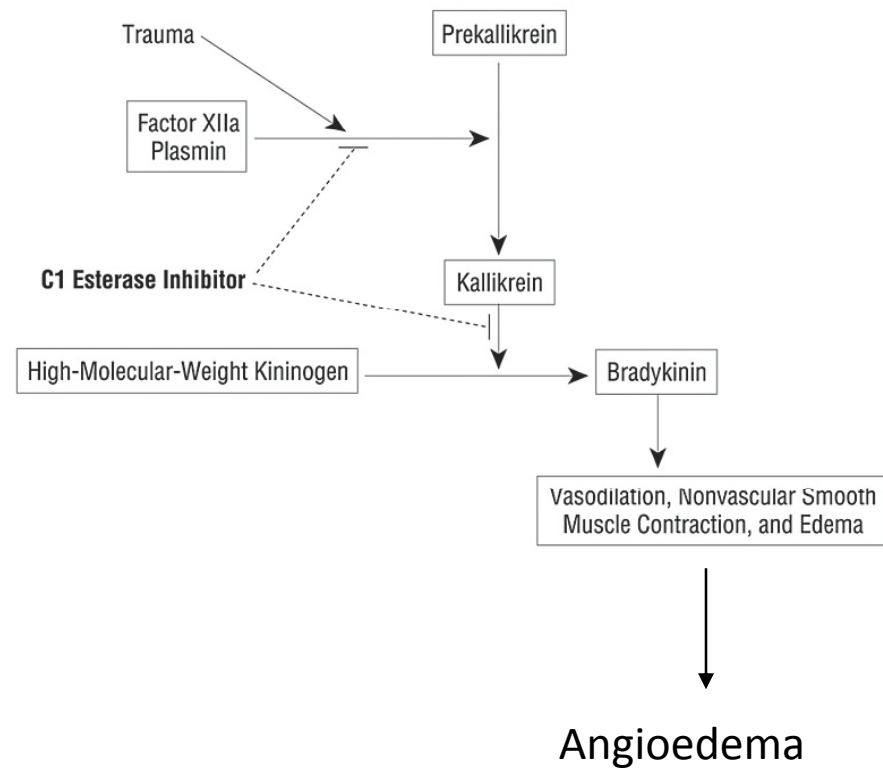 Trauma
Prekallikrein
Factor XIIa
Plasmin
C1 Esterase Inhibitor
Kallikrein
High-Molecular-Weight Kininogen
Bradykinin
Vasodilation, Nonvascular Smooth
Muscle Contraction, and Edema
Angioedema